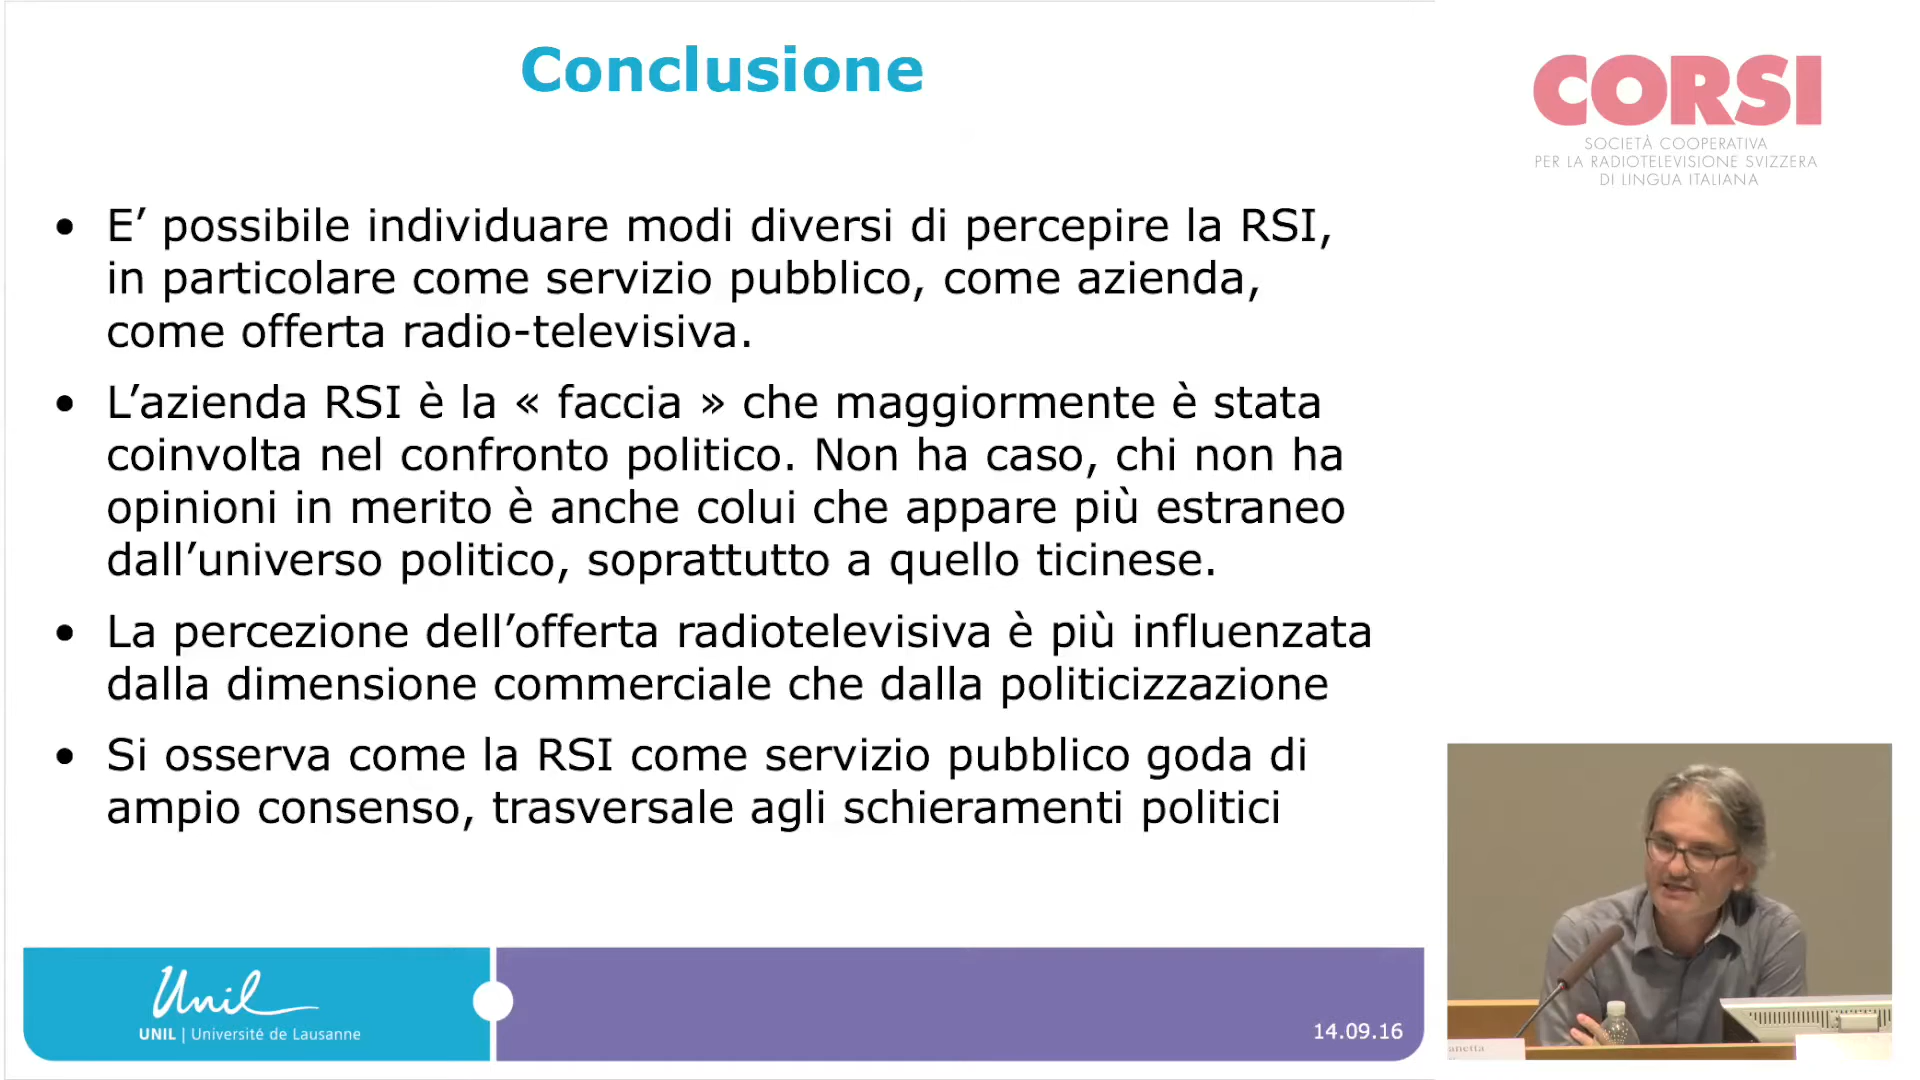 Conclusione
CORSI
SOCIETÀ COOPERATIVA
PER LA RADIOTELEVISIONE SVIZZERA
DI LINGUA ITALIANA
• E’ possibile individuare modi diversi di percepire la RSI,
in particolare come servizio pubblico, come azienda,
come offerta radio-televisiva.
• L’azienda RSI è la « faccia » che maggiormente è stata
coinvolta nel confronto politico. Non ha caso, chi non ha
opinioni in merito è anche colui che appare più estraneo
dall’universo politico, soprattutto a quello ticinese.
• La percezione dell’offerta radiotelevisiva è più influenzata
dalla dimensione commerciale che dalla politicizzazione
• Si osserva come la RSI come servizio pubblico goda di
ampio consenso, trasversale agli schieramenti politici
Unil
UNIL | Université de Lausanne
14.09.16